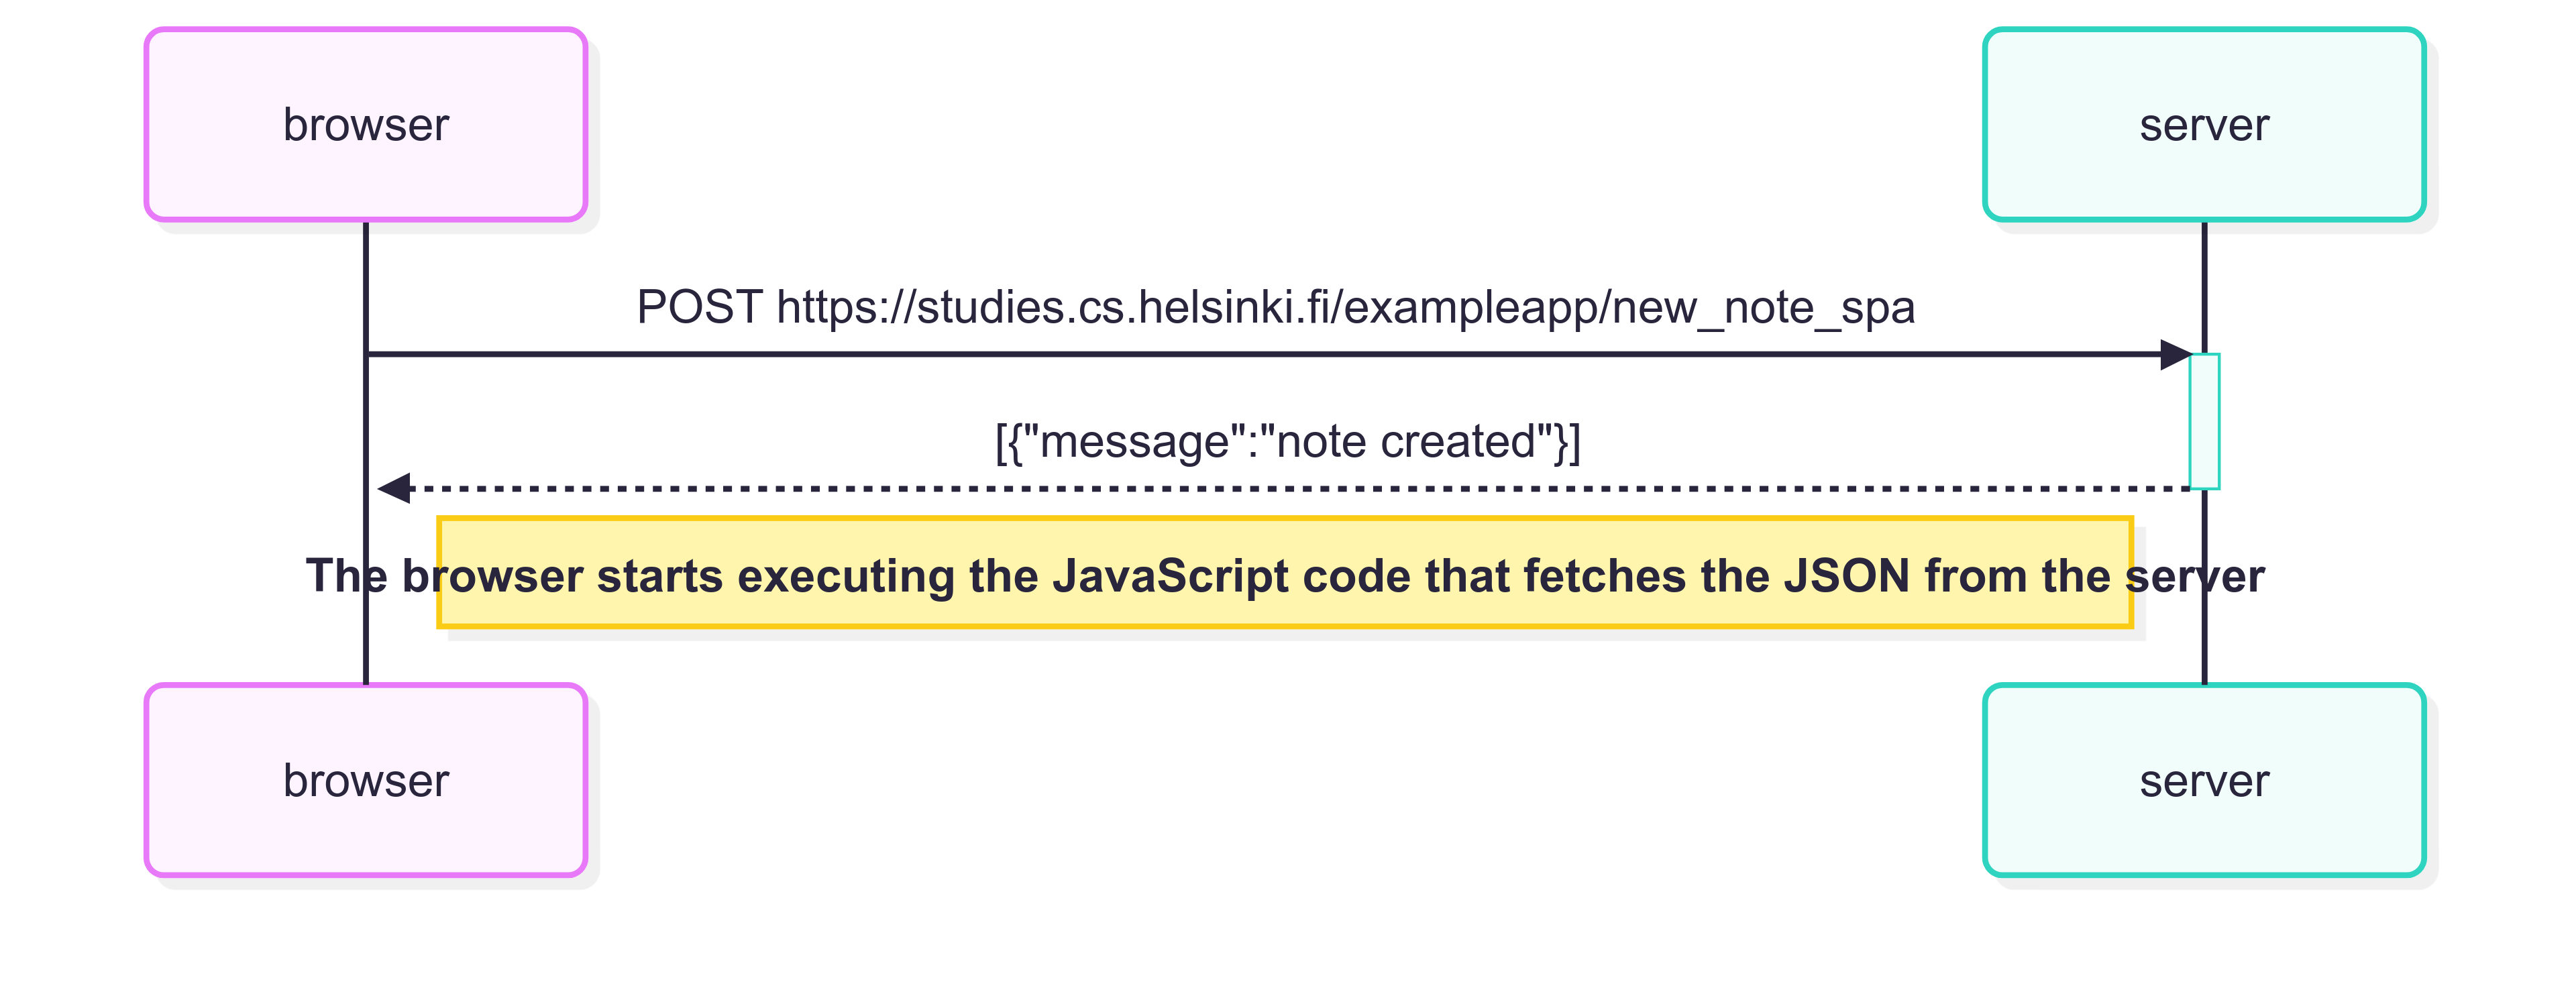 browser
server
POST https://studies.cs.helsinki.fi/exampleapp/new_note_spa
[{"message":"note created"}]
The browser starts executing the JavaScript code that fetches the JSON from the server
browser
server